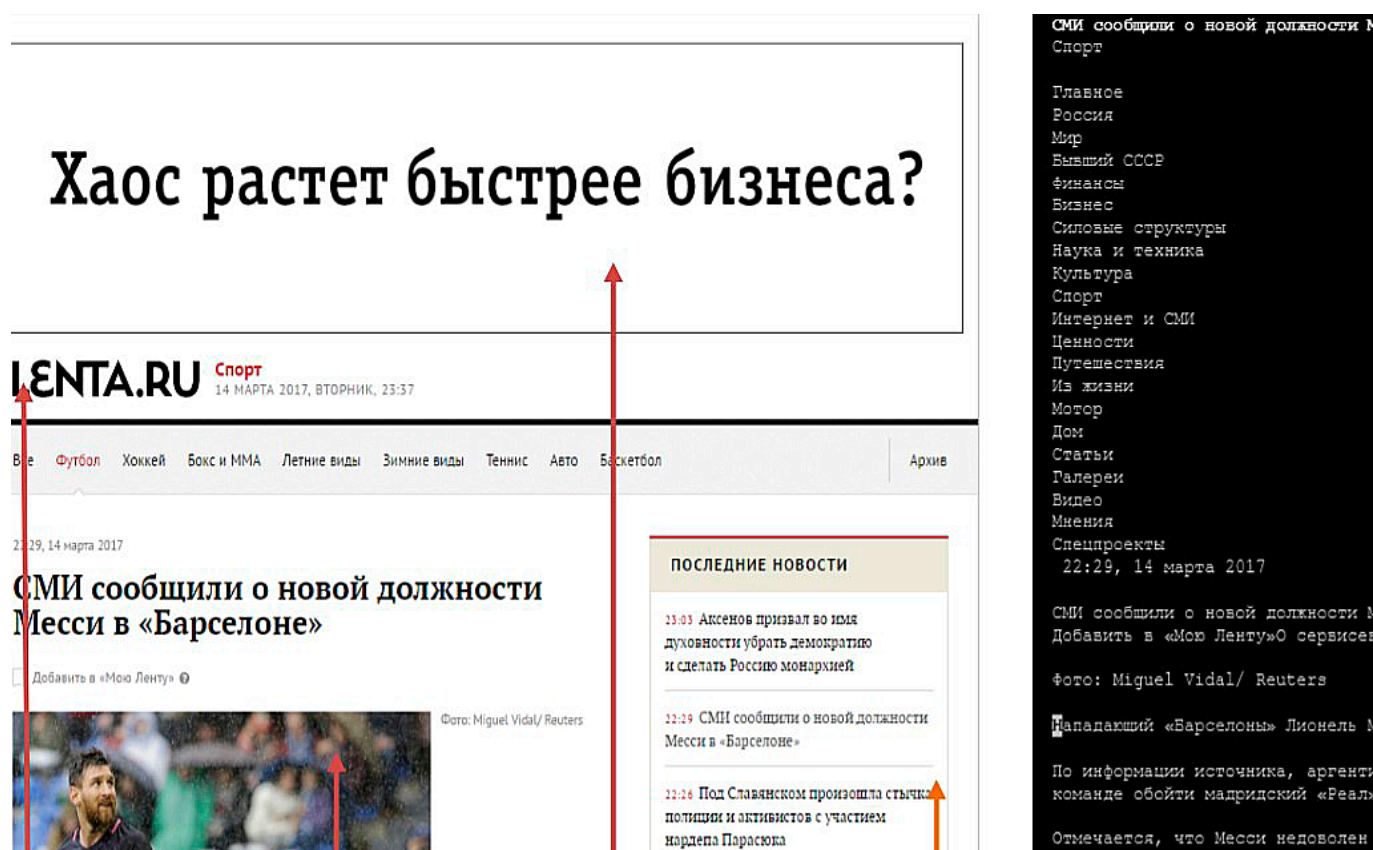 Хаос растет быстрее бизнеса?
LENTA.RU
Спорт
14 МАРТА 2017, ВТОРНИК, 23:37
Все Футбол Хоккей Бокс и ММА Летние виды Зимние виды Теннис Авто Баскетбол Архив
22:29, 14 марта 2017
СМИ сообщили о новой должности
Месси в «Барселоне»
Добавить в «Мою Ленту»
Фото: Miguel Vidal/ Reuters
ПОСЛЕДНИЕ НОВОСТИ
23:03 Аксенов призвал во имя
духовности убрать демократию
и сделать Россию монархией
22:29 СМИ сообщили о новой должности
Месси в «Барселоне»
22:26 Под Славянском произошла стычка
полиции и активистов с участием
нардепа Парасюка
СМИ сообщили о новой должности М
Спорт
Главное
Россия
Мир
Бывший СССР
Финансы
Бизнес
Силовые структуры
Наука и техника
Культура
Спорт
Интернет и СМИ
Ценности
Путешествия
Из жизни
Мотор
Дом
Статьи
Галереи
Видео
Мнения
Спецпроекты
22:29, 14 марта 2017
СМИ сообщили о новой должности М
Добавить в «Мою Ленту»О сервисе
Фото: Miguel Vidal/ Reuters
Нападающий «Барселоны» Лионель М
По информации источника, аргенти
команде обойти мадридский «Реал»
Отмечается, что Месси недоволен